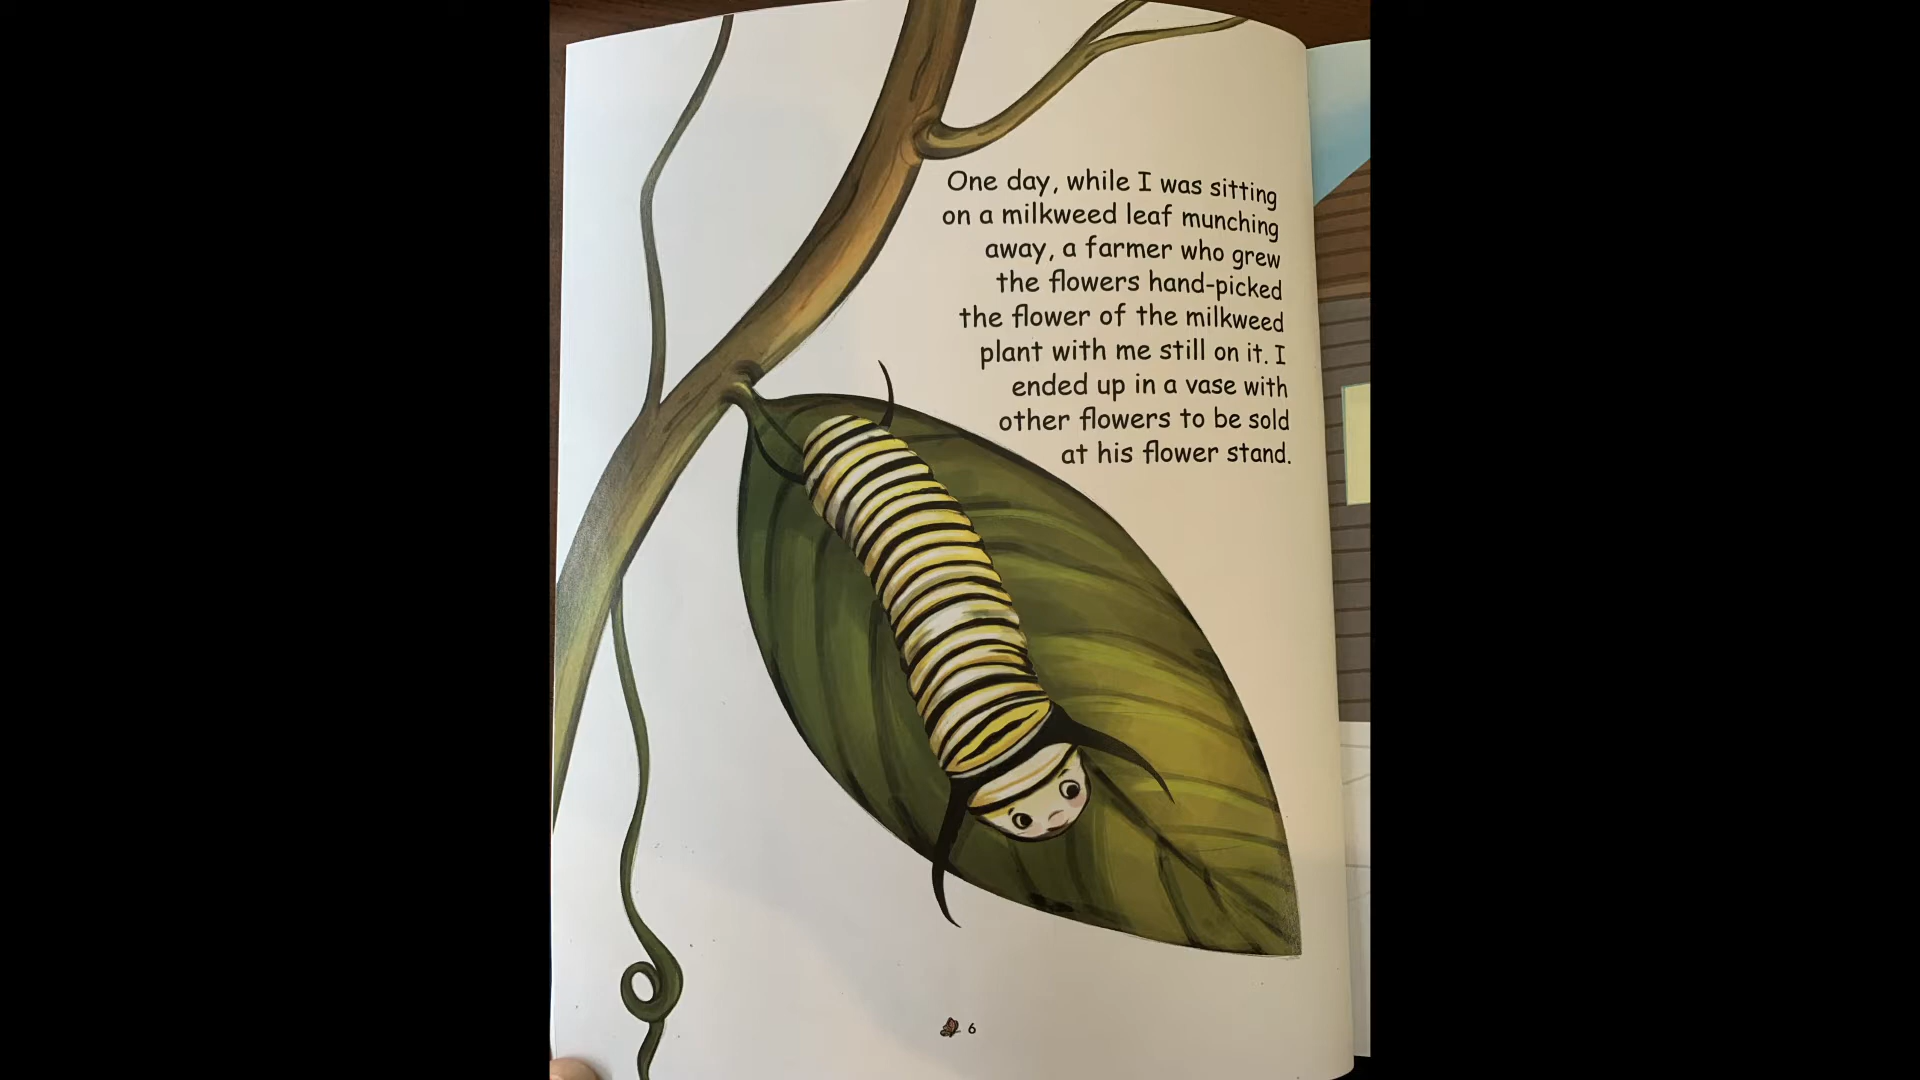 One day, while I was sitting
on a milkweed leaf munching
away, a farmer who grew
the flowers hand-picked
the flower of the milkweed
plant with me still on it. I
ended up in a vase with
other flowers to be sold
at his flower stand.
6